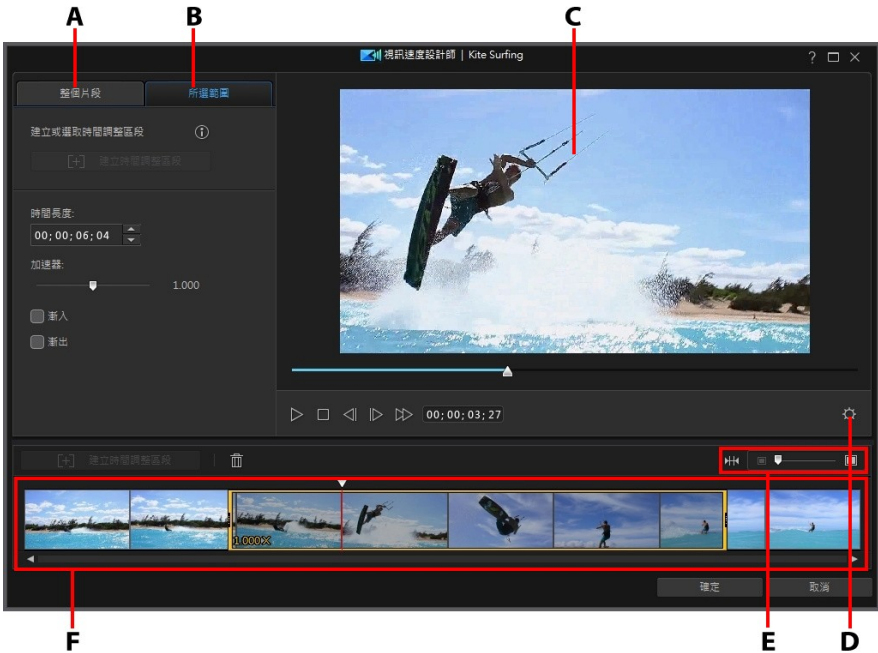 A B C
視訊速度設計師 | Kite Surfing
整個片段 所選範圍
建立或選取時間調整區段
[+] 建立時間調整區段
時間長度:
00;00;06;04
加速器:
1.000
漸入
漸出
00;00;03;27
[+] 建立時間調整區段
1.000X
確定 取消
F E D